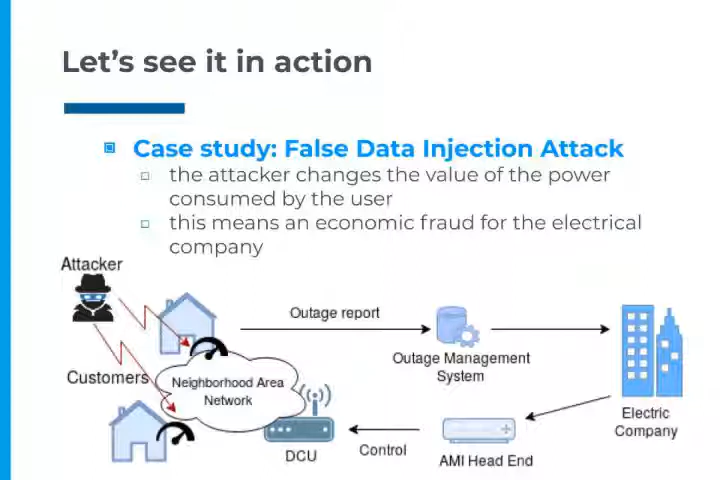 Let's see it in action
Case study: False Data Injection Attack
the attacker changes the value of the power
consumed by the user
this means an economic fraud for the electrical
company
Attacker
Outage report
Outage Management
System
Customers
Neighborhood Area
Network
Electric
Company
DCU
Control
AMI Head End